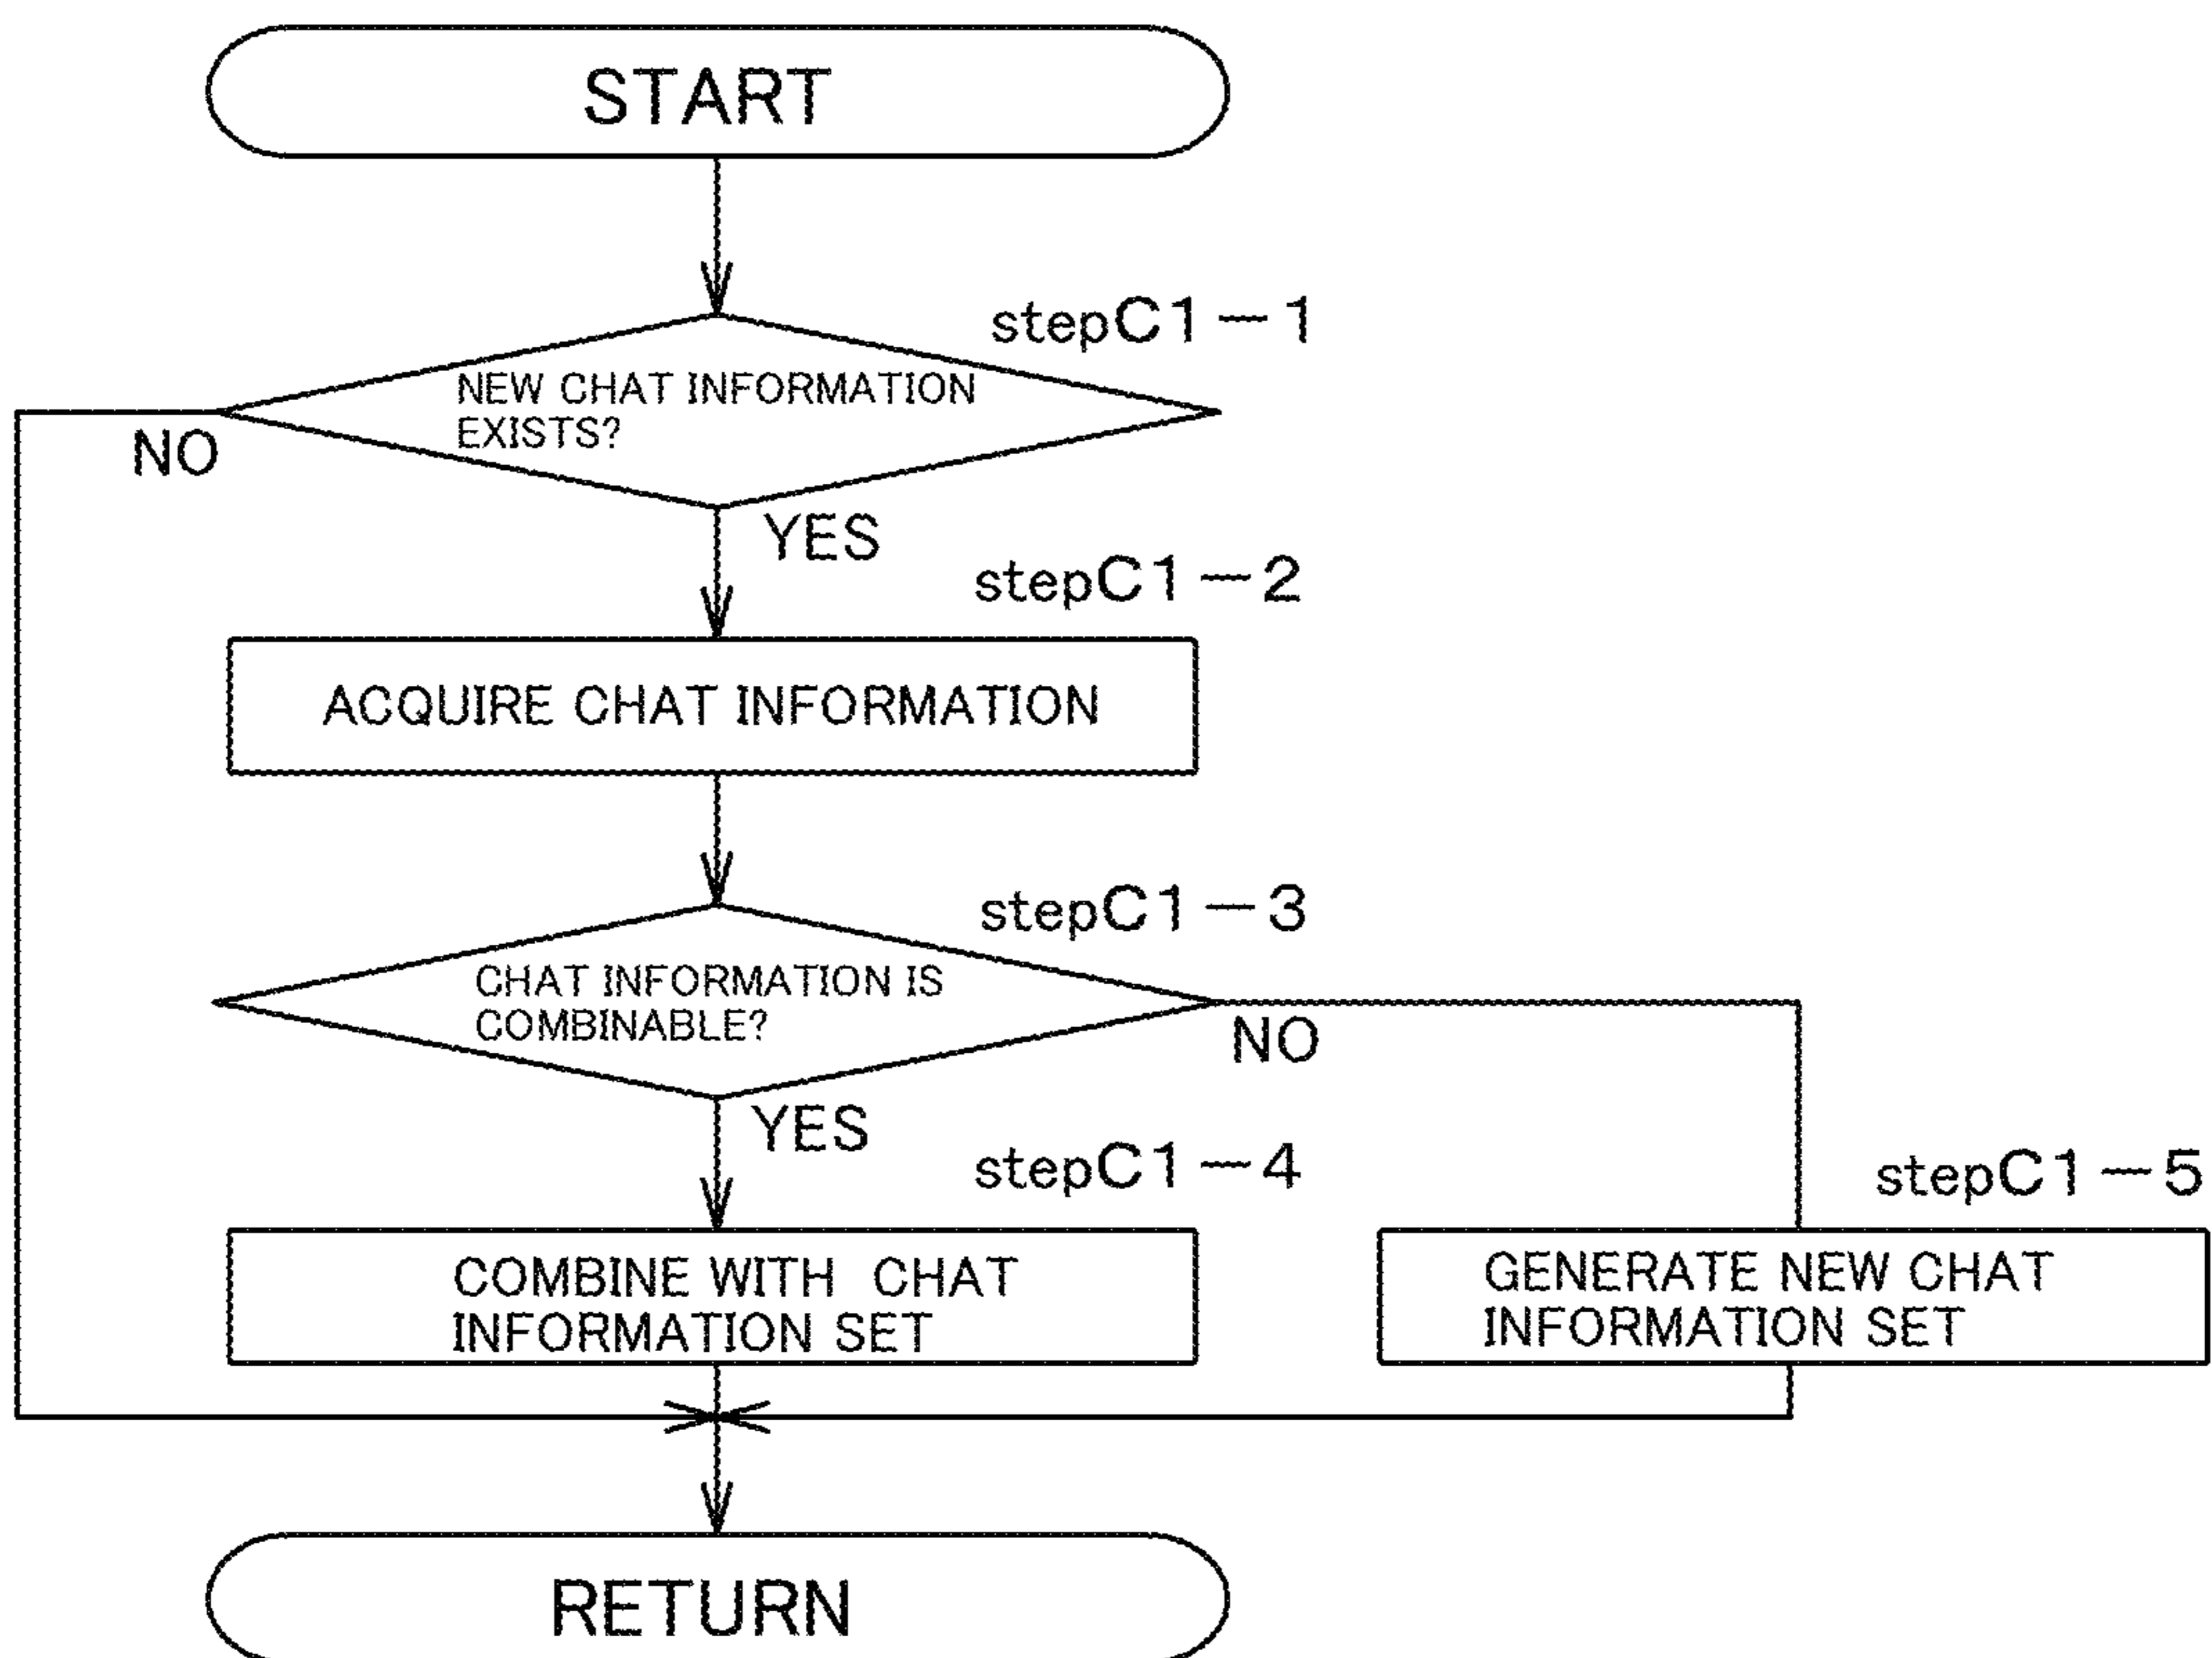 START
stepC1－1
NEW CHAT INFORMATION
EXISTS?
NO
YES
stepC1－2
ACQUIRE CHAT INFORMATION
stepC1－3
CHAT INFORMATION IS
COMBINABLE?
NO
YES
stepC1－4
COMBINE WITH CHAT
INFORMATION SET
stepC1－5
GENERATE NEW CHAT
INFORMATION SET
RETURN